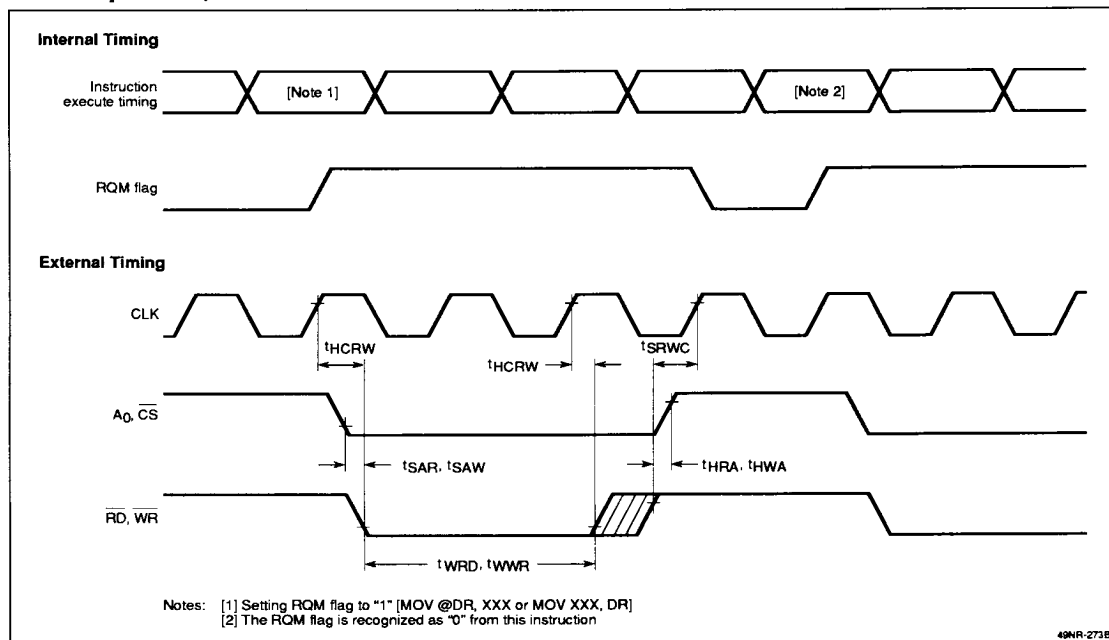 Internal Timing
Instruction
execute timing
[Note 1]
[Note 2]
RQM flag
External Timing
CLK
tHCRW
tHCRW
tSRWC
A0, CS
tSAR, tSAW
tHRA, tHWA
RD, WR
tWRD, tWWR
Notes: [1] Setting RQM flag to "1" [MOV @DR, XXX or MOV XXX, DR]
[2] The RQM flag is recognized as "0" from this instruction
49NR-273B